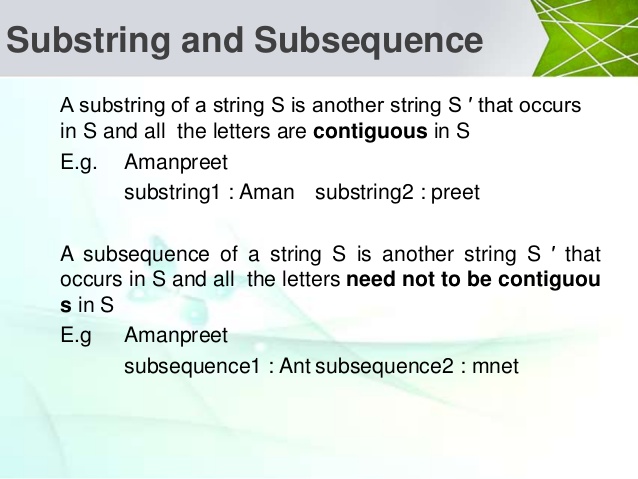 Substring and Subsequence
A substring of a string S is another string S ′ that occurs
in S and all the letters are contiguous in S
E.g. Amanpreet
substring1 : Aman substring2 : preet
A subsequence of a string S is another string S ′ that
occurs in S and all the letters need not to be contiguou
s in S
E.g Amanpreet
subsequence1 : Ant subsequence2 : mnet